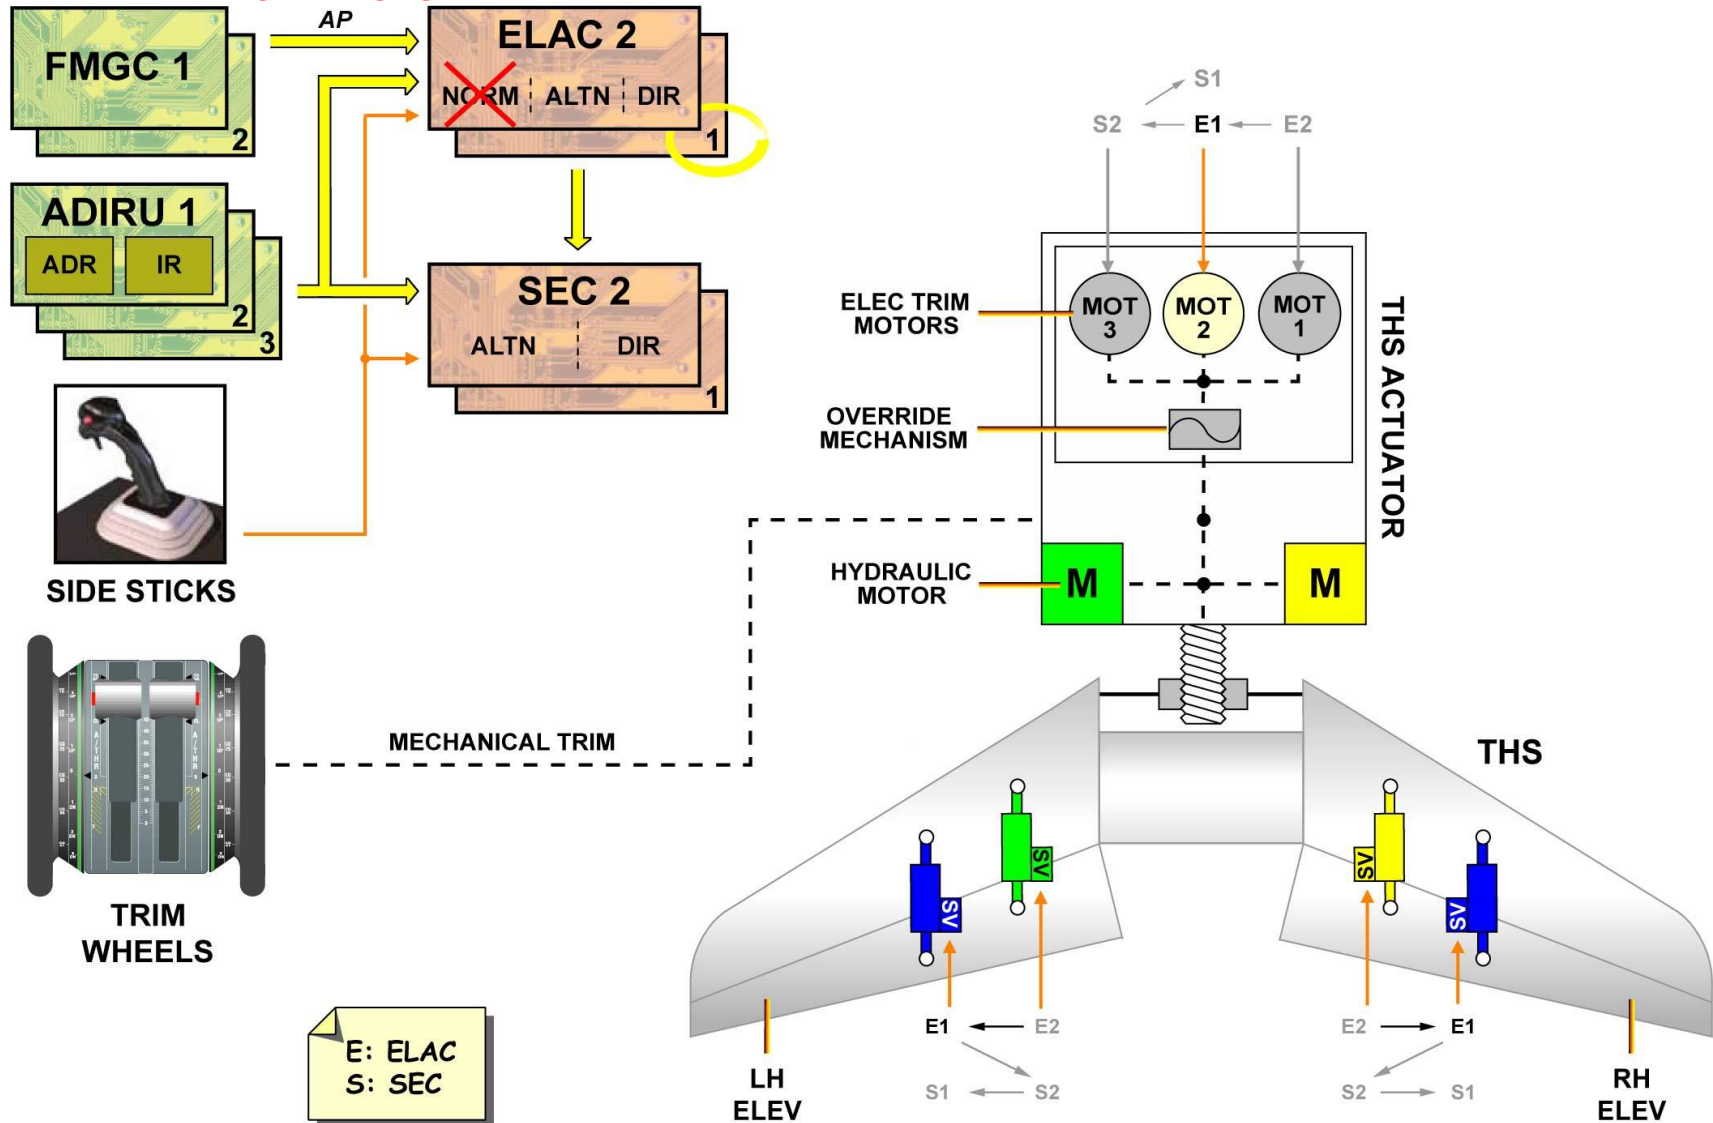 AP
FMGC 1
2
ELAC 2
NORM
ALTN
DIR
1
ADIRU 1
ADR
IR
2
3
SEC 2
ALTN
DIR
1
SIDE STICKS
MECHANICAL TRIM
TRIM
WHEELS
E: ELAC
S: SEC
S1
S2
E1
E2
ELEC TRIM
MOTORS
MOT
3
MOT
2
MOT
1
OVERRIDE
MECHANISM
THS ACTUATOR
HYDRAULIC
MOTOR
M
M
THS
SV
SV
SV
SV
E1
E2
S1
S2
E2
E1
S2
S1
LH
ELEV
RH
ELEV
A/THR
A/THR